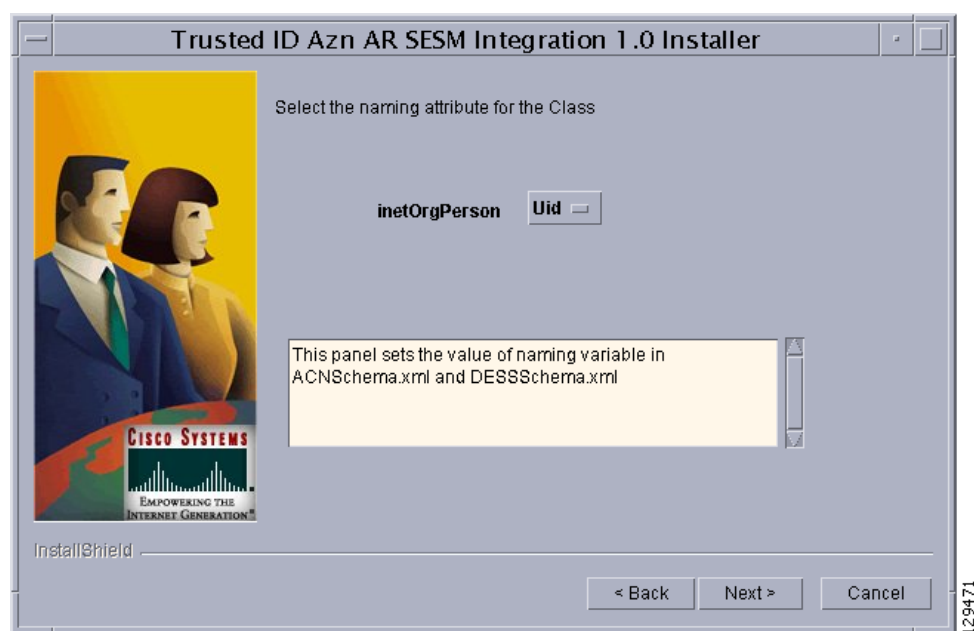 Trusted ID Azn AR SESM Integration 1.0 Installer
Select the naming attribute for the Class
inetOrgPerson Uid
This panel sets the value of naming variable in
ACNSchema.xml and DESSSchema.xml
CISCO SYSTEMS
EMPOWERING THE
INTERNET GENERATION
InstallShield
< Back Next > Cancel
129471